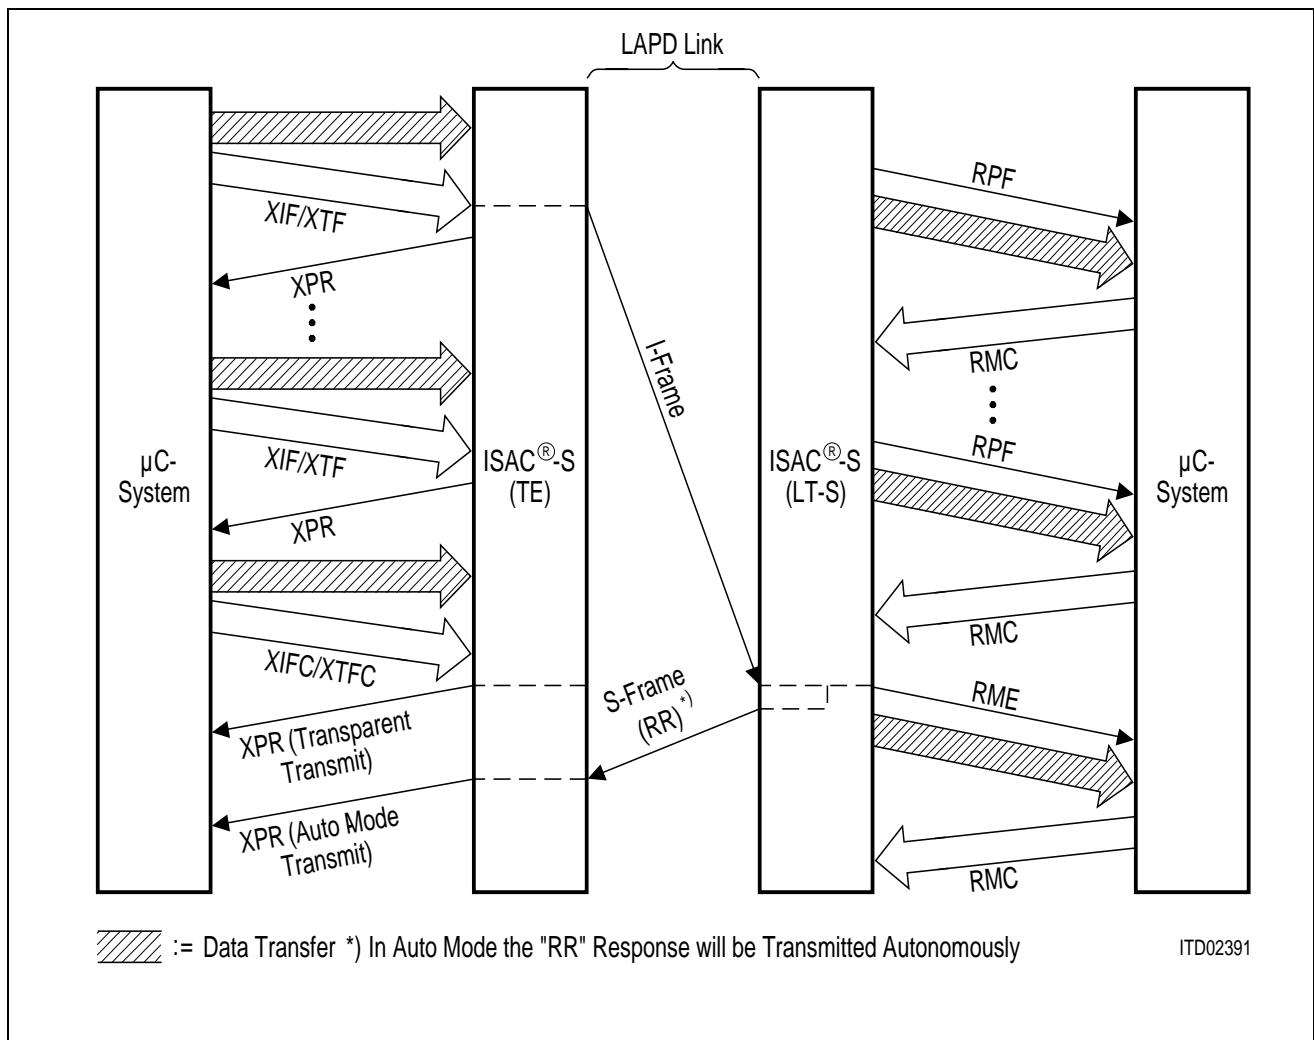 LAPD Link
XIF/XTF
XPR
XIF/XTF
XPR
XIFC/XTFC
XPR (Transparent
Transmit)
XPR (Auto Mode
Transmit)
µC-
System
ISAC®-S
(TE)
I-Frame
S-Frame
(RR)*)
ISAC®-S
(LT-S)
RPF
RMC
RPF
RMC
RME
RMC
µC-
System
:= Data Transfer *) In Auto Mode the "RR" Response will be Transmitted Autonomously
ITD02391